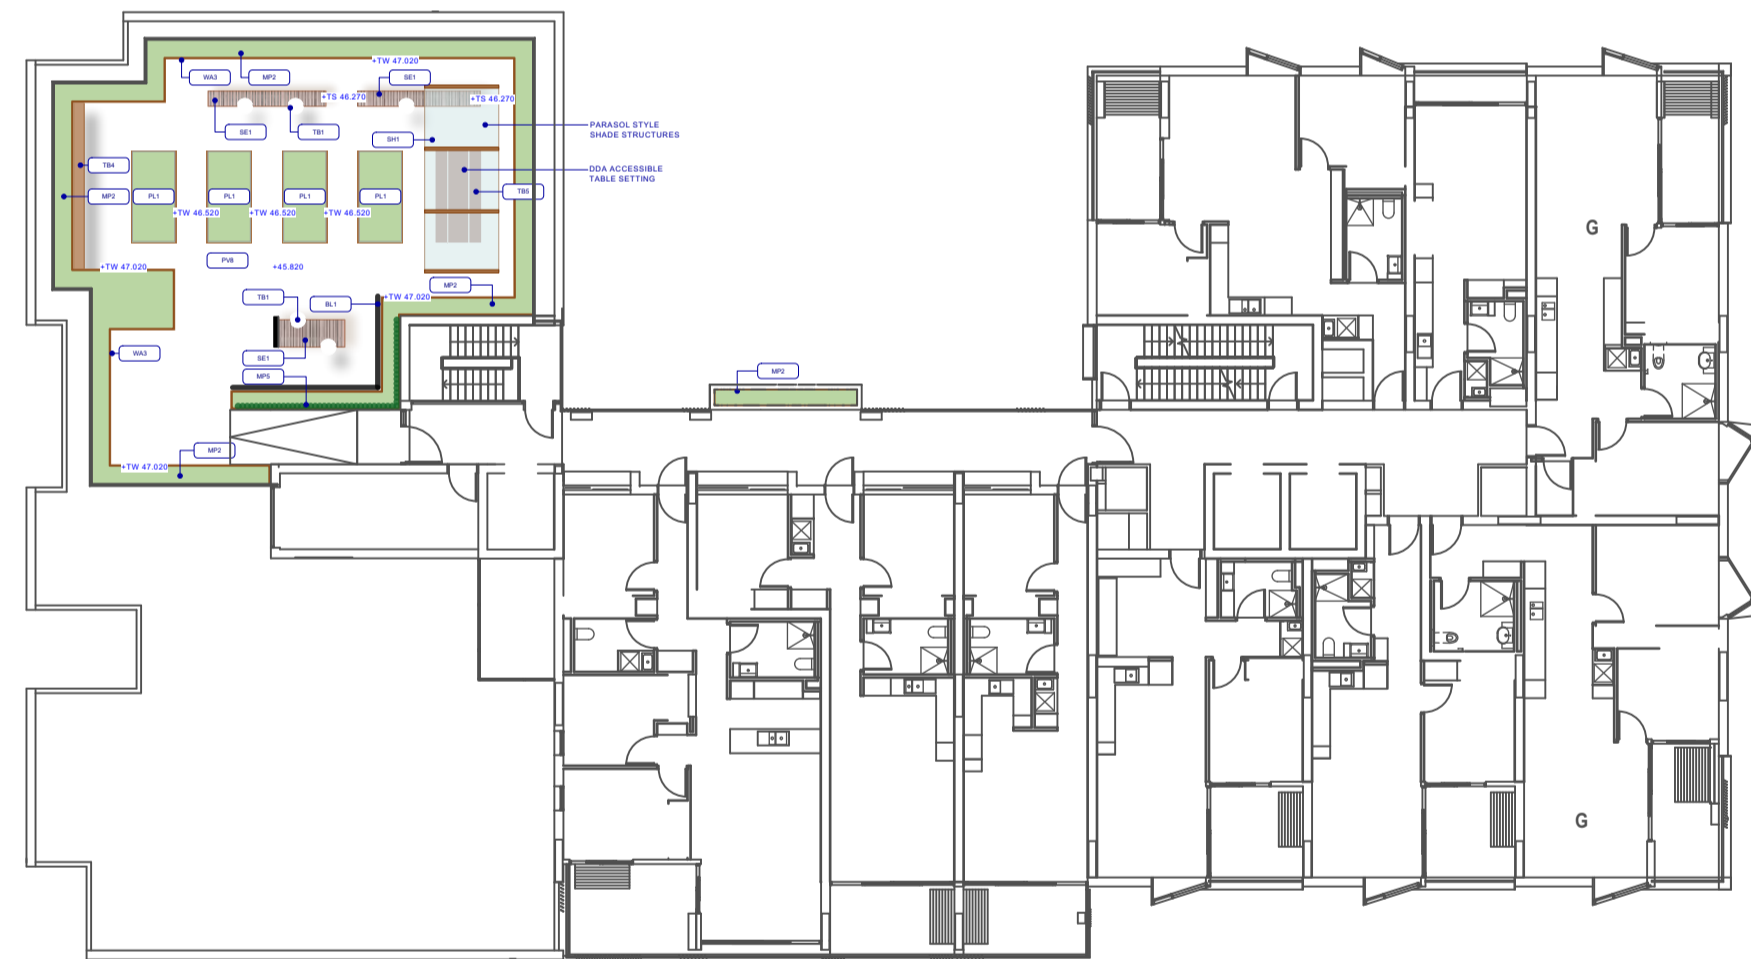 +TW 47.020
WA3
MP2
SE1
+TS 46.270
+TS 46.270
SE1
TB1
SH1
PARASOL STYLE
SHADE STRUCTURES
TB4
DDA ACCESSIBLE
TABLE SETTING
MP2
PL1
PL1
PL1
PL1
TB5
+TW 46.520
+TW 46.520
+TW 46.520
G
PV8
+TW 47.020
+45.820
MP2
TB1
BL1
+TW 47.020
WA3
SE1
MP5
MP2
MP2
+TW 47.020
G